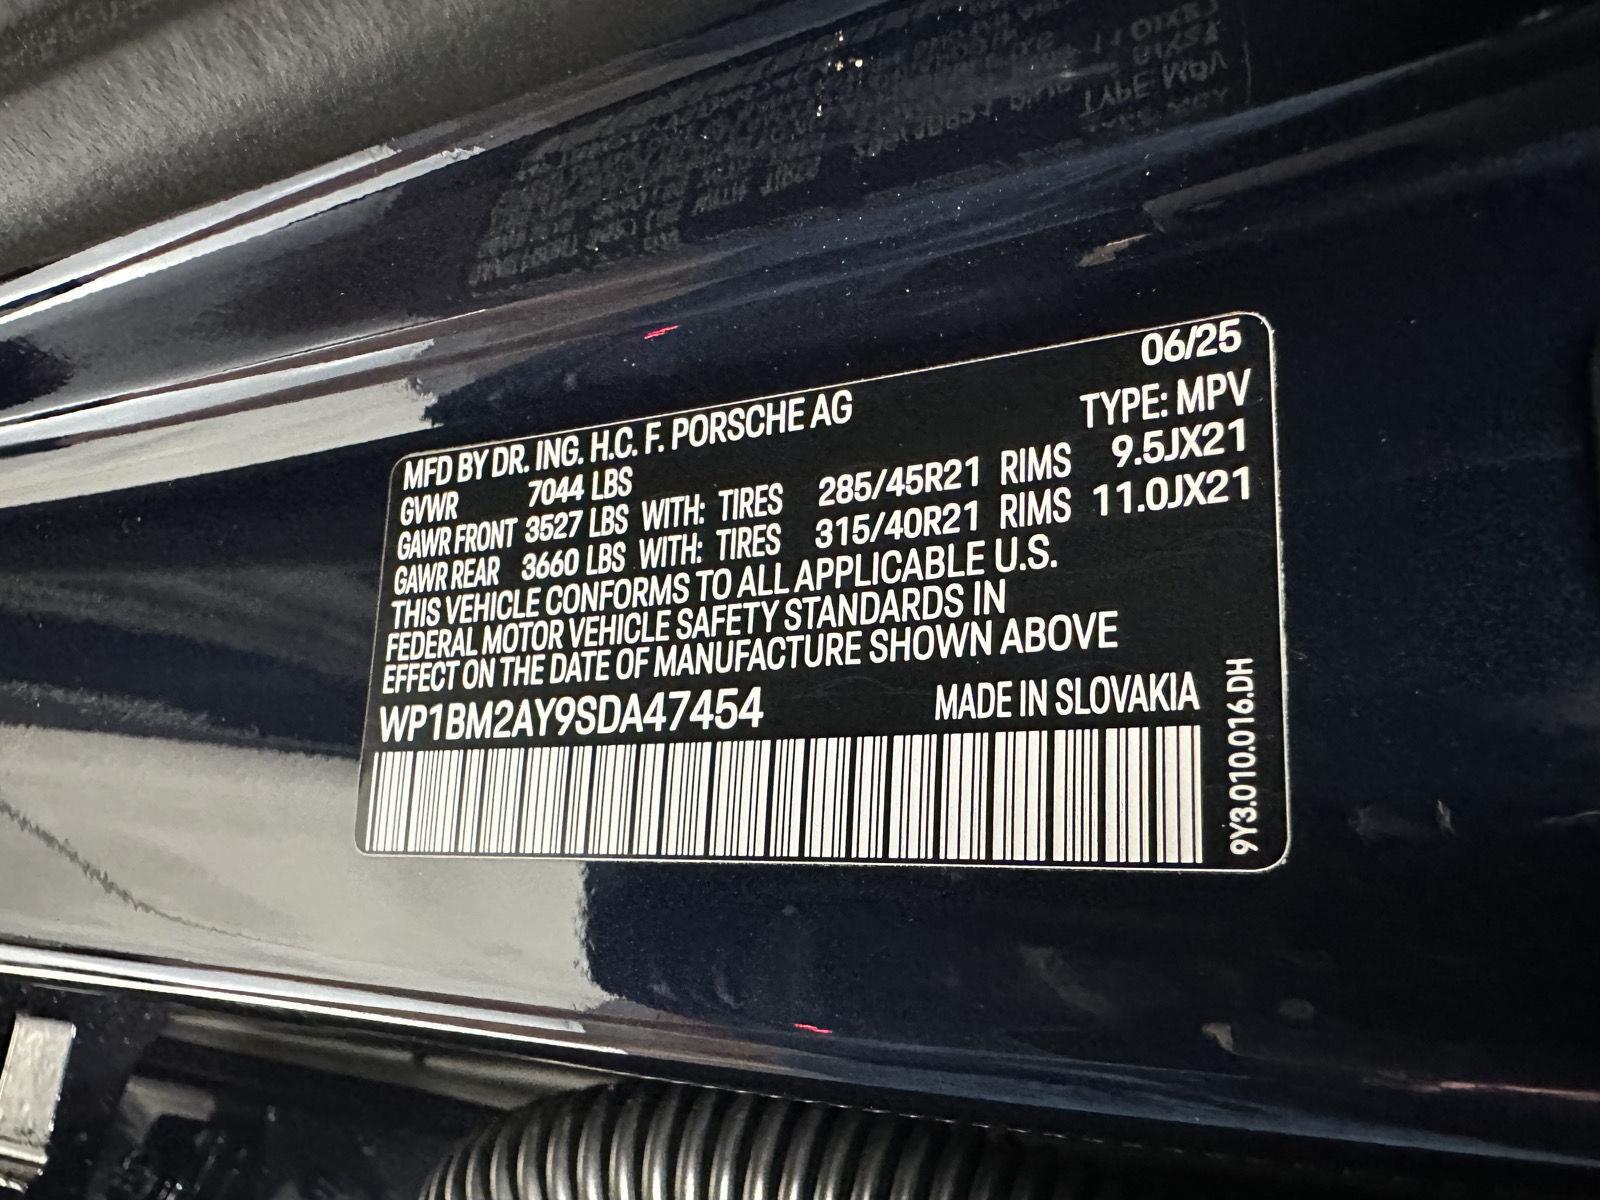 06/25
MFD BY DR. ING. H.C. F. PORSCHE AG
TYPE: MPV
GVWR 7044 LBS
GAWR FRONT 3527 LBS WITH: TIRES 285/45R21 RIMS 9.5JX21
GAWR REAR 3660 LBS WITH: TIRES 315/40R21 RIMS 11.0JX21
THIS VEHICLE CONFORMS TO ALL APPLICABLE U.S.
FEDERAL MOTOR VEHICLE SAFETY STANDARDS IN
EFFECT ON THE DATE OF MANUFACTURE SHOWN ABOVE
WP1BM2AY9SDA47454 MADE IN SLOVAKIA
9Y3.010.016.DH